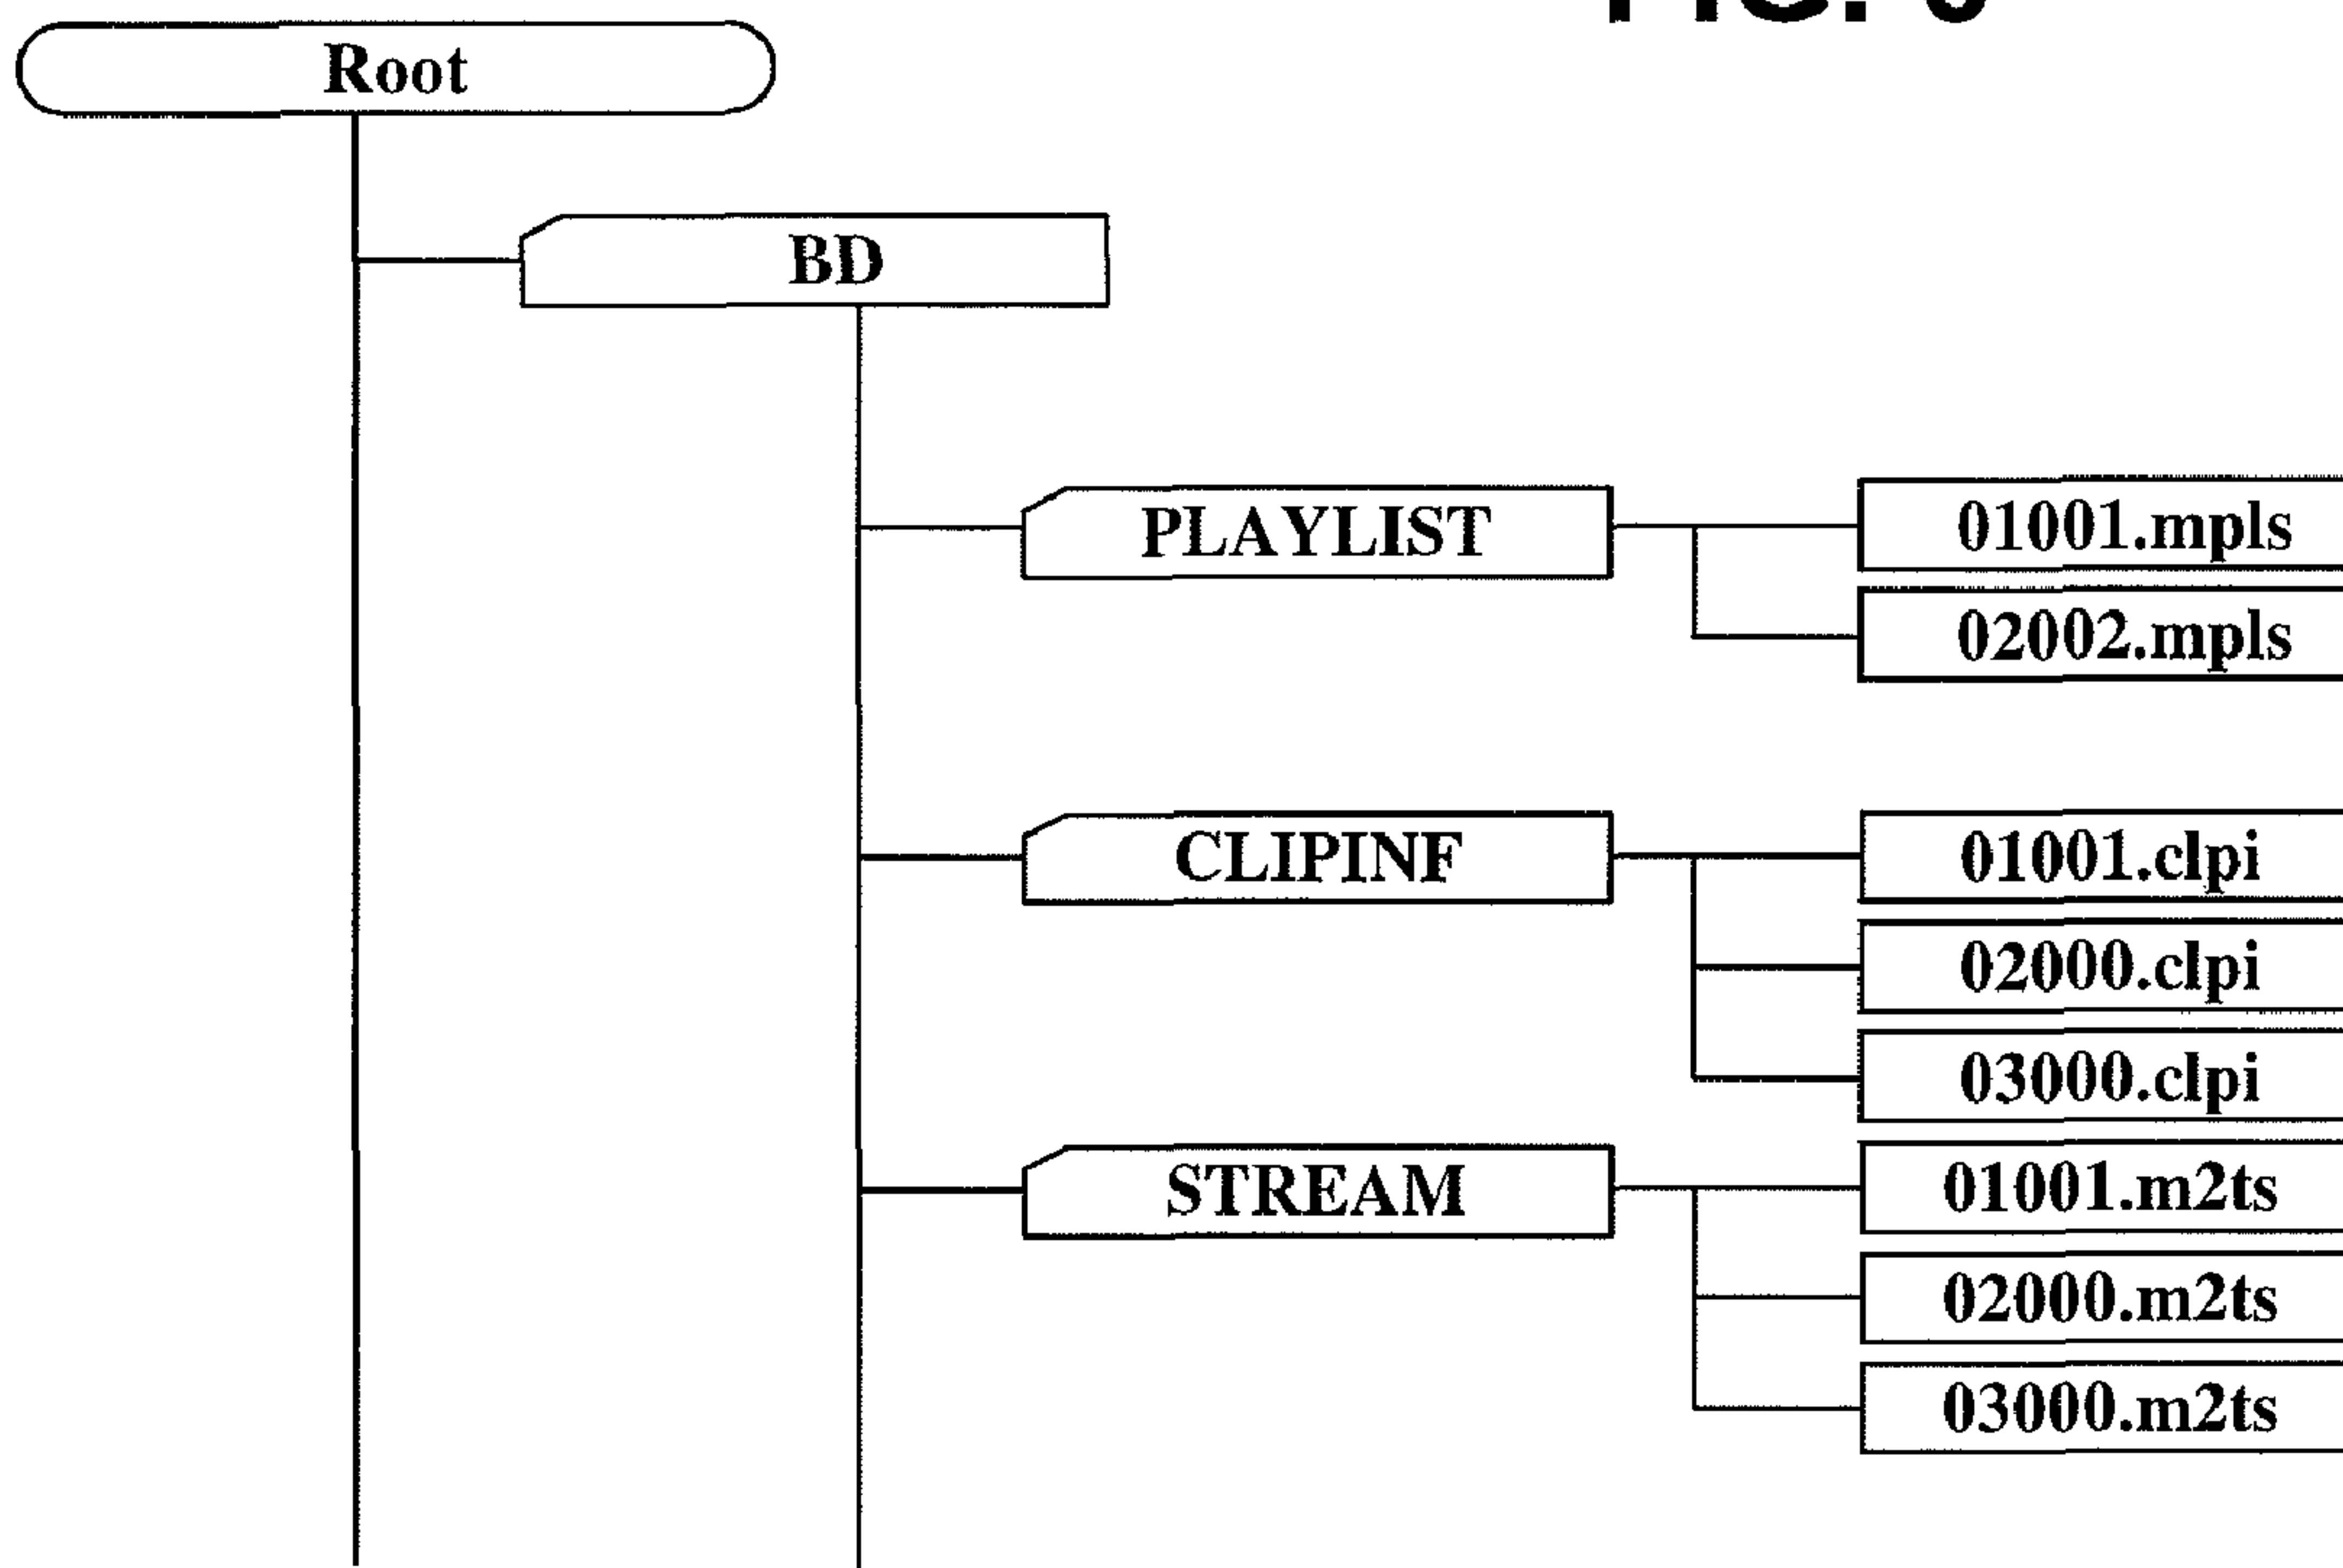 Root
BD
PLAYLIST
01001.mpls
02002.mpls
CLIPINF
01001.clpi
02000.clpi
03000.clpi
STREAM
01001.m2ts
02000.m2ts
03000.m2ts